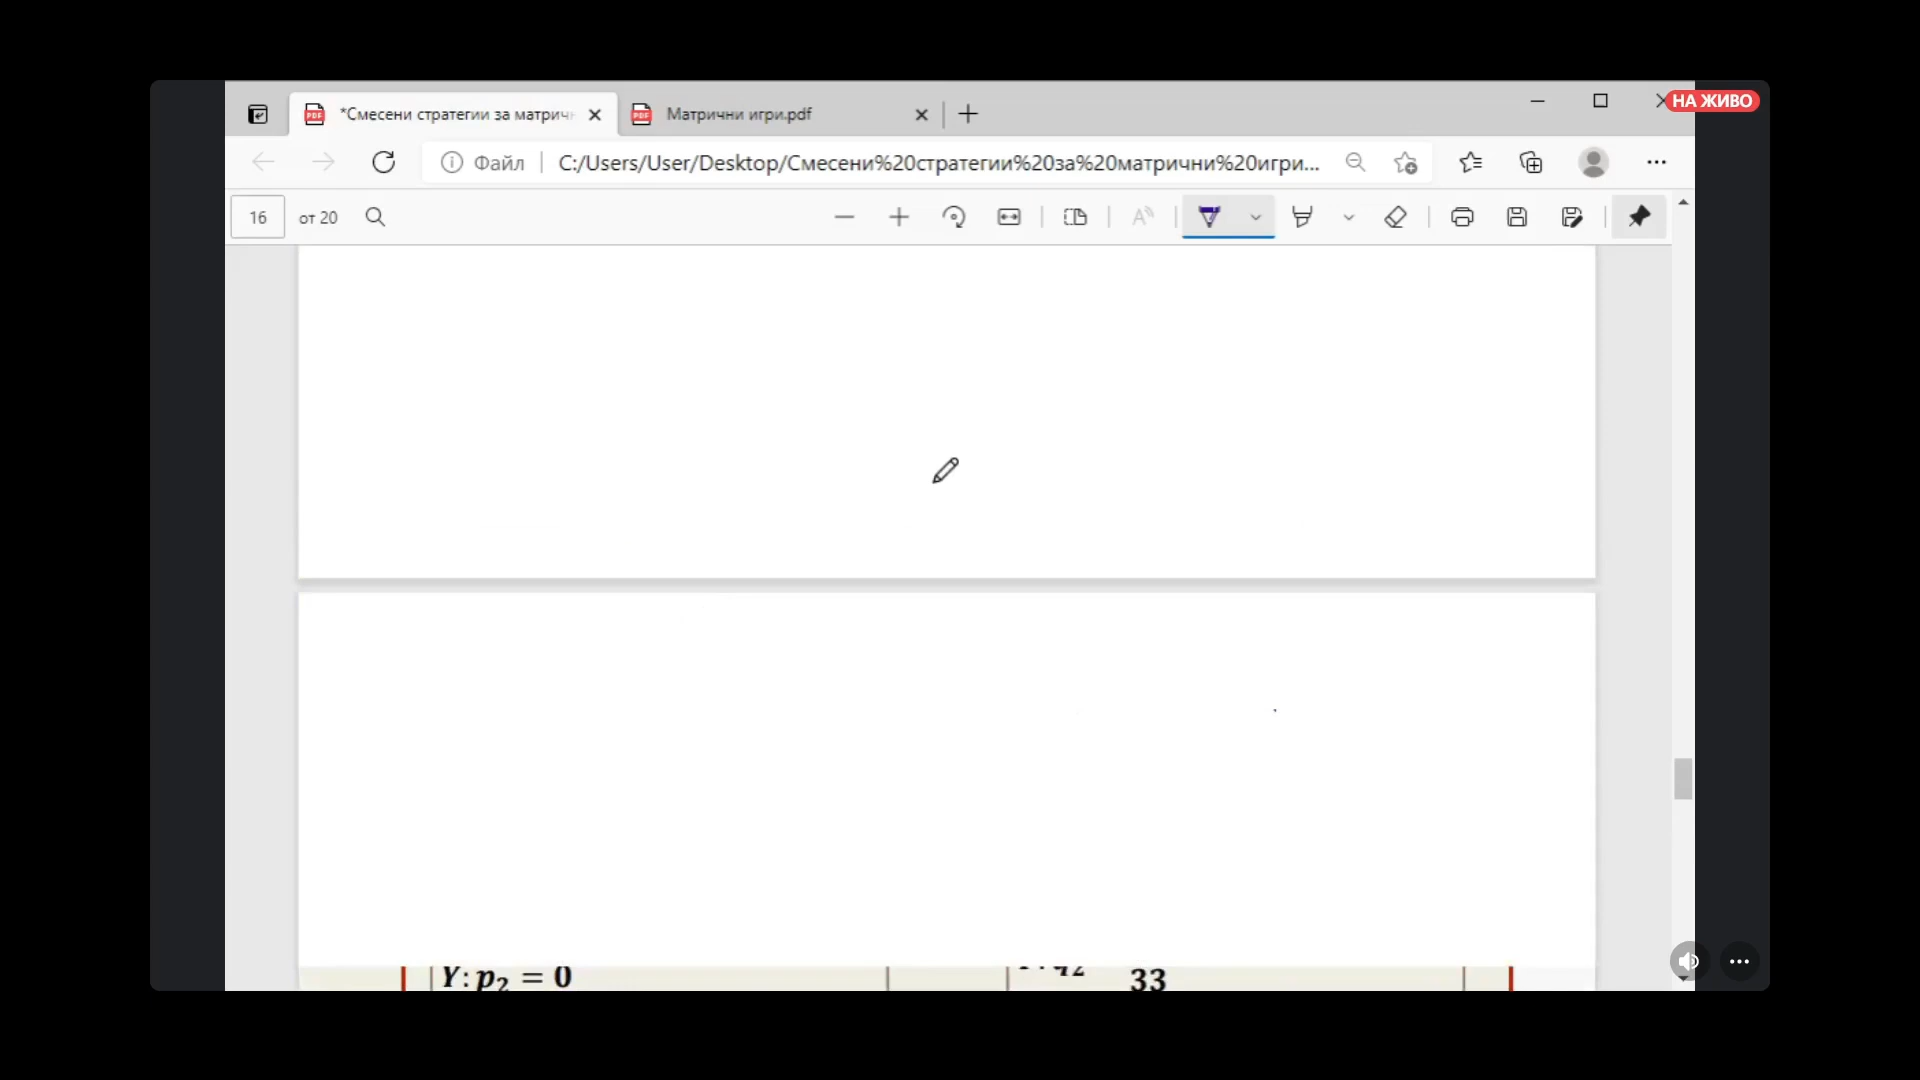 *Смесени стратегии за матрич
Матрични игри.pdf
НА ЖИВО
Файл
C:/Users/User/Desktop/Смесени%20стратегии%20за%20матрични%20игри...
16
от 20
Y: p₂ = 0
33